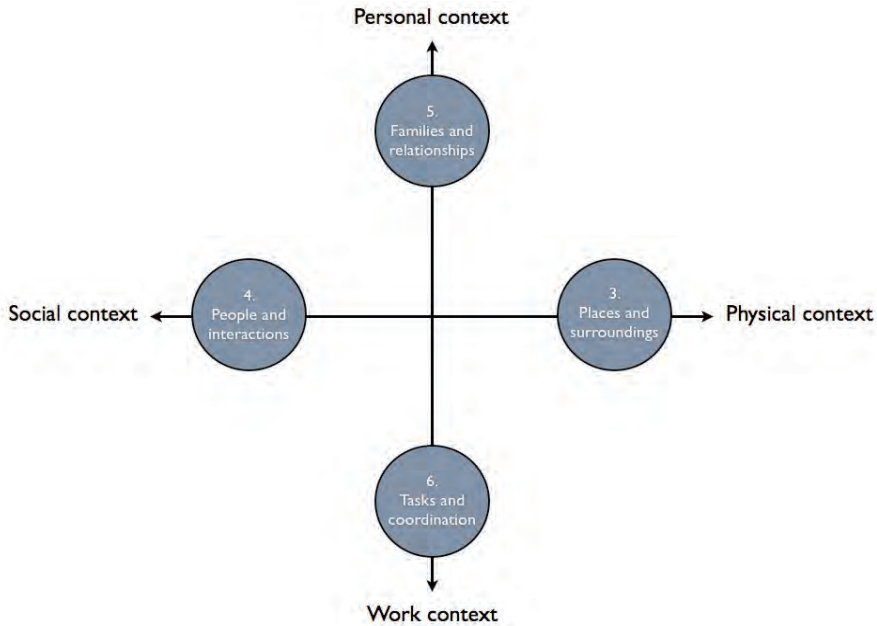 Personal context
5.
Families and
relationships
Social context
4.
People and
interactions
3.
Places and
surroundings
Physical context
6.
Tasks and
coordination
Work context